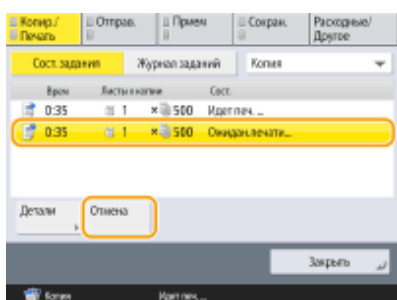 Копир./Печать
Отправ.
Прием
Сохран.
Расходные/Другое
Сост. задания
Журнал заданий
Копия
Врем
Листы x копии
Сост.
0:35 1 × 500 Идет печ. ...
0:35 1 × 500 Ожидан.печати...
Детали
Отмена
Закрыть
Копия
Идет печ. ...